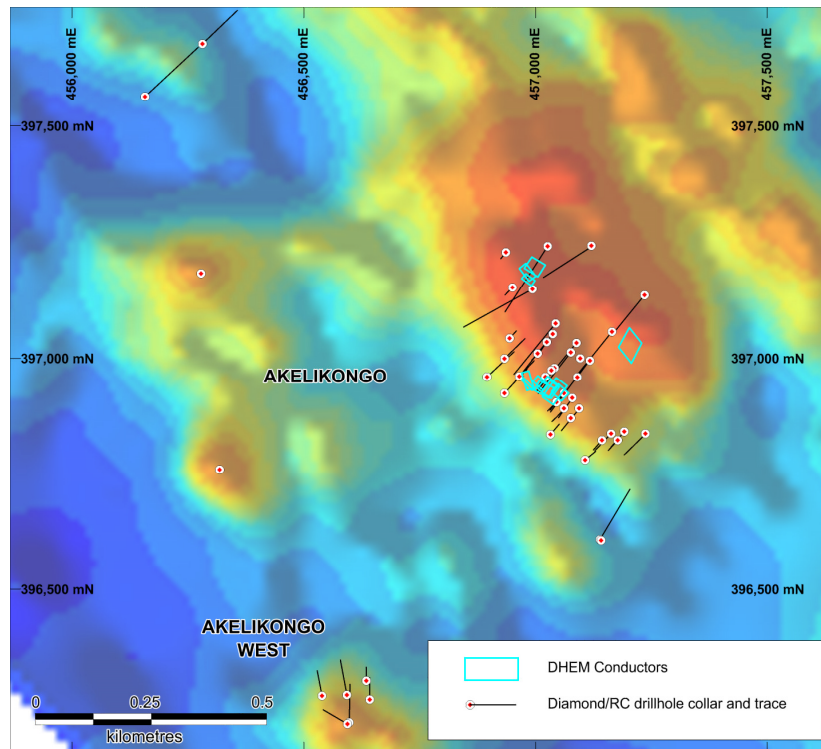 456,000 mE
456,500 mE
457,000 mE
457,500 mE
397,500 mN
397,500 mN
397,000 mN
397,000 mN
AKELIKONGO
396,500 mN
396,500 mN
AKELIKONGO
WEST
DHEM Conductors
Diamond/RC drillhole collar and trace
0
0.25
0.5
kilometres